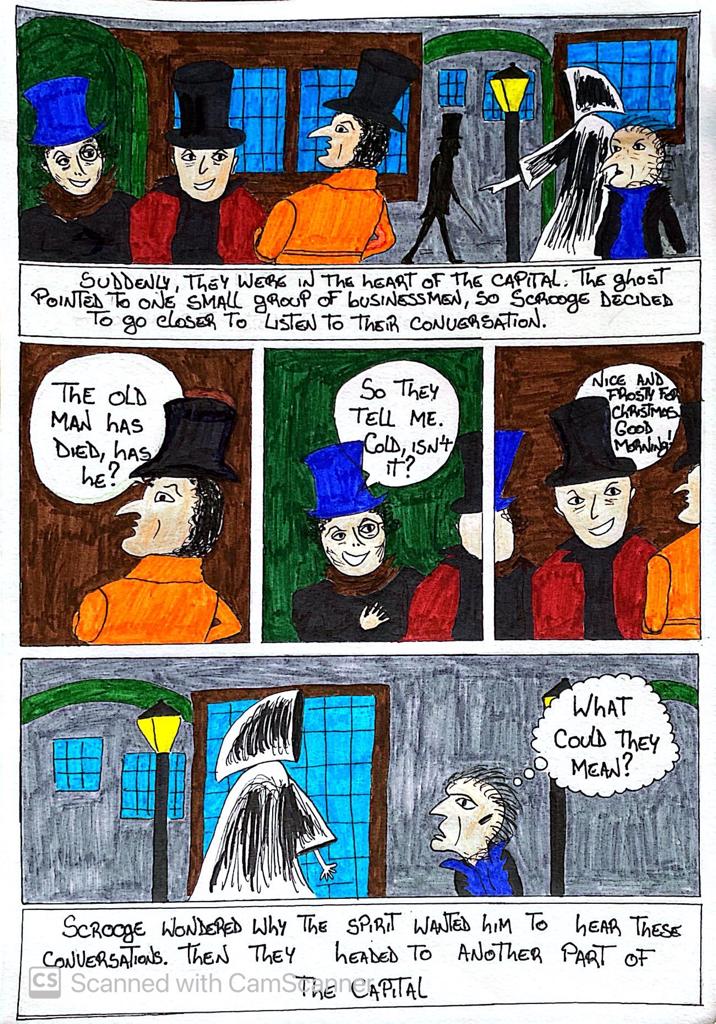 SUDDENLY, THEY WERE IN THE HEART OF THE CAPITAL. THE GHOST
POINTED TO ONE SMALL GROUP OF BUSINESSMEN, SO SCROOGE DECIDED
TO GO CLOSER TO LISTEN TO THEIR CONVERSATION.
THE OLD
MAN HAS
DIED, HAS
HE?
SO THEY
TELL ME.
COLD, ISN4
IT?
NICE AND
FROSTY FOR
CHRISTMAS.
GOOD
MORNING!
WHAT
COULD THEY
MEAN?
SCROOGE WONDERED WHY THE SPIRIT WANTED HIM TO HEAR THESE
CONVERSATIONS. THEN THEY HEADED TO ANOTHER PART OF
THE CAPITAL
CS Scanned with CamScanner